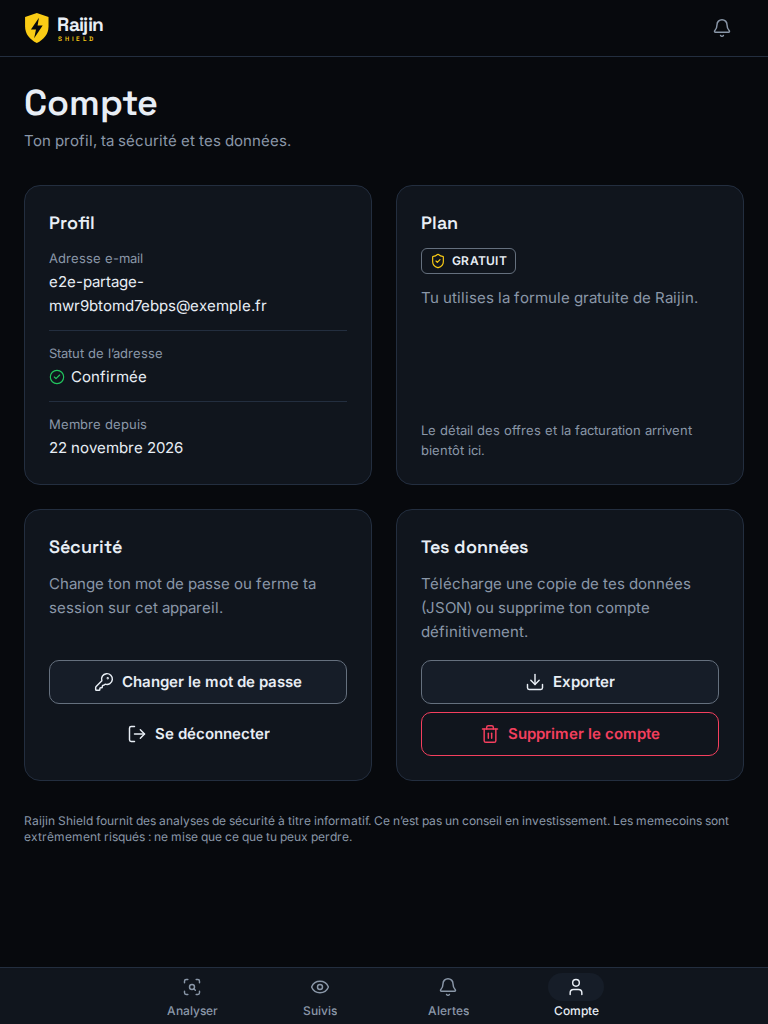 Raijin
SHIELD
Compte
Ton profil, ta sécurité et tes données.
Profil
Adresse e-mail
e2e-partage-
mwr9btomd7ebps@exemple.fr
Statut de l’adresse
Confirmée
Membre depuis
22 novembre 2026
Plan
GRATUIT
Tu utilises la formule gratuite de Raijin.
Le détail des offres et la facturation arrivent
bientôt ici.
Sécurité
Change ton mot de passe ou ferme ta
session sur cet appareil.
Changer le mot de passe
Se déconnecter
Tes données
Télécharge une copie de tes données
(JSON) ou supprime ton compte
définitivement.
Exporter
Supprimer le compte
Raijin Shield fournit des analyses de sécurité à titre informatif. Ce n’est pas un conseil en investissement. Les memecoins sont
extrêmement risqués : ne mise que ce que tu peux perdre.
Analyser
Suivis
Alertes
Compte